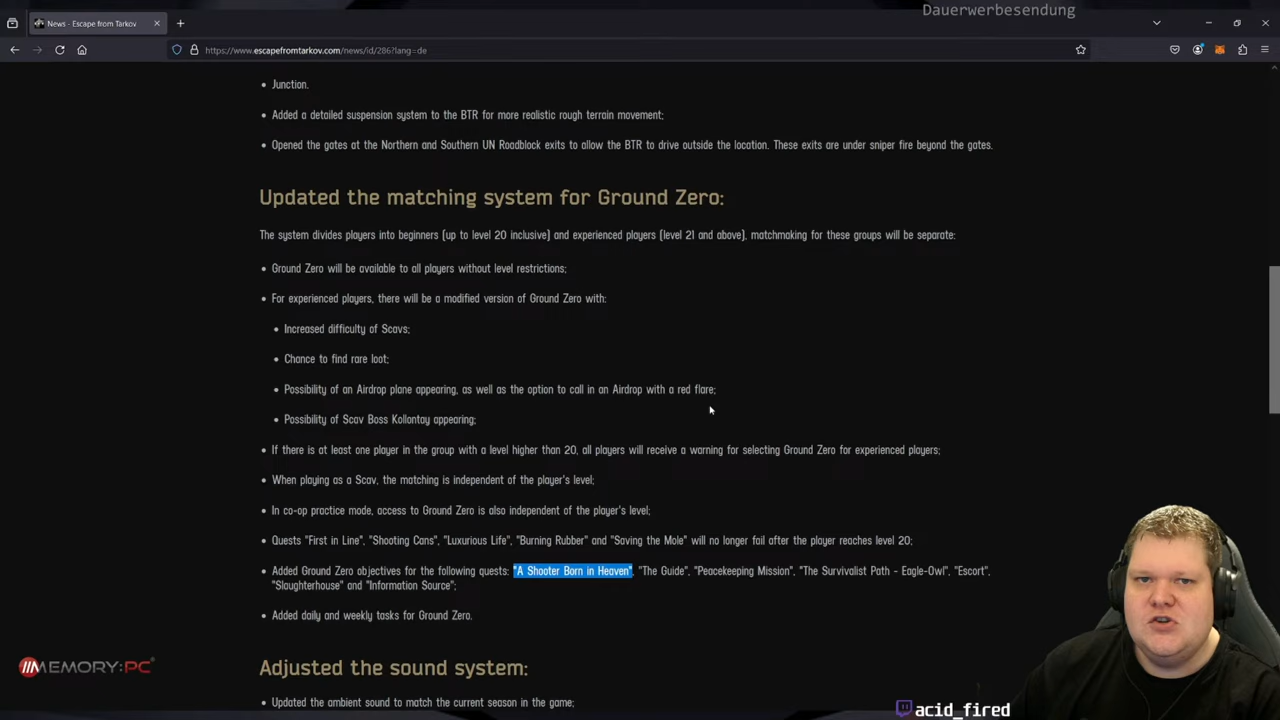 Dauerwerbesendung
News - Escape from Tarkov
https://www.escapefromtarkov.com/news/id/286?lang=de
Junction.
Added a detailed suspension system to the BTR for more realistic rough terrain movement;
Opened the gates at the Northern and Southern UN Roadblock exits to allow the BTR to drive outside the location. These exits are under sniper fire beyond the gates.
Updated the matching system for Ground Zero:
The system divides players into beginners (up to level 20 inclusive) and experienced players (level 21 and above), matchmaking for these groups will be separate:
Ground Zero will be available to all players without level restrictions;
For experienced players, there will be a modified version of Ground Zero with:
Increased difficulty of Scavs;
Chance to find rare loot;
Possibility of an Airdrop plane appearing, as well as the option to call in an Airdrop with a red flare;
Possibility of Scav Boss Kollontay appearing;
If there is at least one player in the group with a level higher than 20, all players will receive a warning for selecting Ground Zero for experienced players;
When playing as a Scav, the matching is independent of the player's level;
In co-op practice mode, access to Ground Zero is also independent of the player's level;
Quests "First in Line", "Shooting Cans", "Luxurious Life", "Burning Rubber" and "Saving the Mole" will no longer fail after the player reaches level 20;
Added Ground Zero objectives for the following quests: "A Shooter Born in Heaven", "The Guide", "Peacekeeping Mission", "The Survivalist Path - Eagle-Owl", "Escort",
"Slaughterhouse" and "Information Source";
Added daily and weekly tasks for Ground Zero.
MEMORY:PC
Adjusted the sound system:
Updated the ambient sound to match the current season in the game;
acid_fired